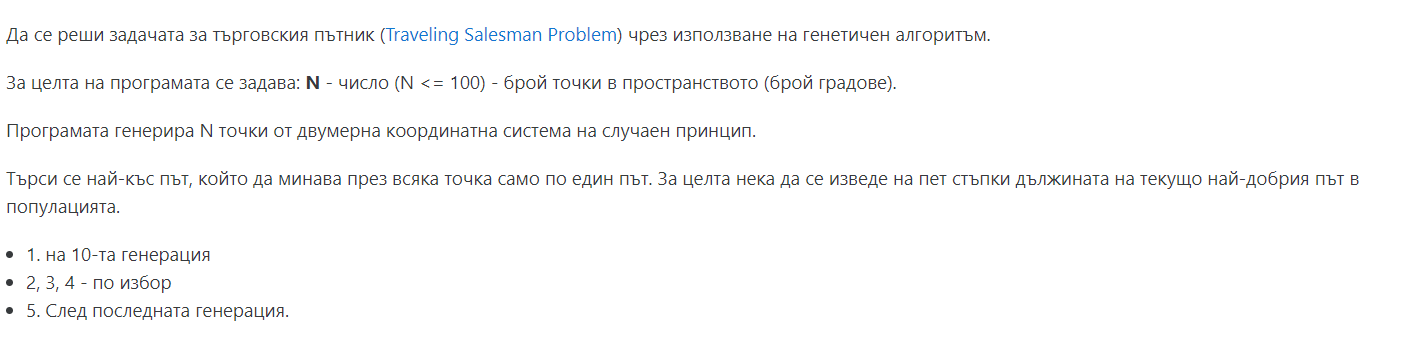 Да се реши задачата за търговския пътник (Traveling Salesman Problem) чрез използване на генетичен алгоритъм.
За целта на програмата се задава: N - число (N <= 100) - брой точки в пространството (брой градове).
Програмата генерира N точки от двумерна координатна система на случаен принцип.
Търси се най-къс път, който да минава през всяка точка само по един път. За целта нека да се изведе на пет стъпки дължината на текущо най-добрия път в
популацията.
• 1. на 10-та генерация
• 2, 3, 4 - по избор
• 5. След последната генерация.